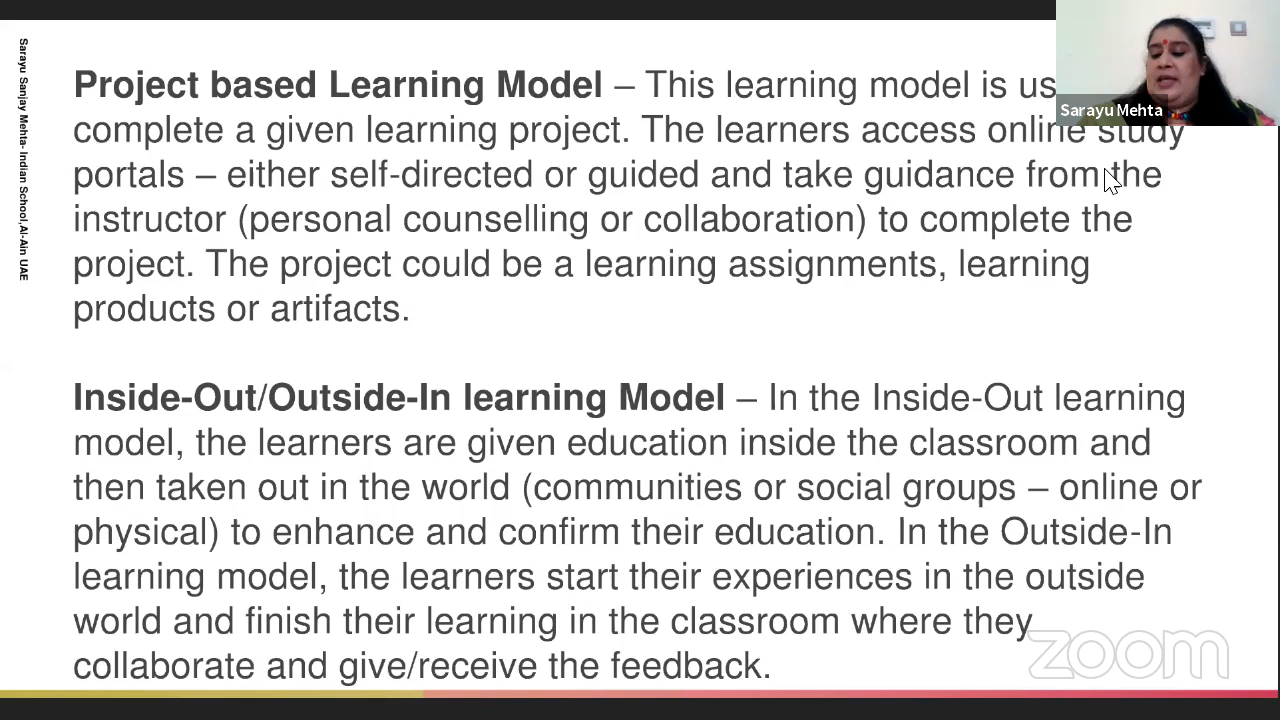 Sarayu Sanjay Mehta- Indian School,Al-Ain UAE
Project based Learning Model – This learning model is
complete a given learning project. The learners access online study
portals – either self-directed or guided and take guidance from the
instructor (personal counselling or collaboration) to complete the
project. The project could be a learning assignments, learning
products or artifacts.
Inside-Out/Outside-In learning Model – In the Inside-Out learning
model, the learners are given education inside the classroom and
then taken out in the world (communities or social groups – online or
physical) to enhance and confirm their education. In the Outside-In
learning model, the learners start their experiences in the outside
world and finish their learning in the classroom where they
collaborate and give/receive the feedback.
Sarayu Mehta
zoom